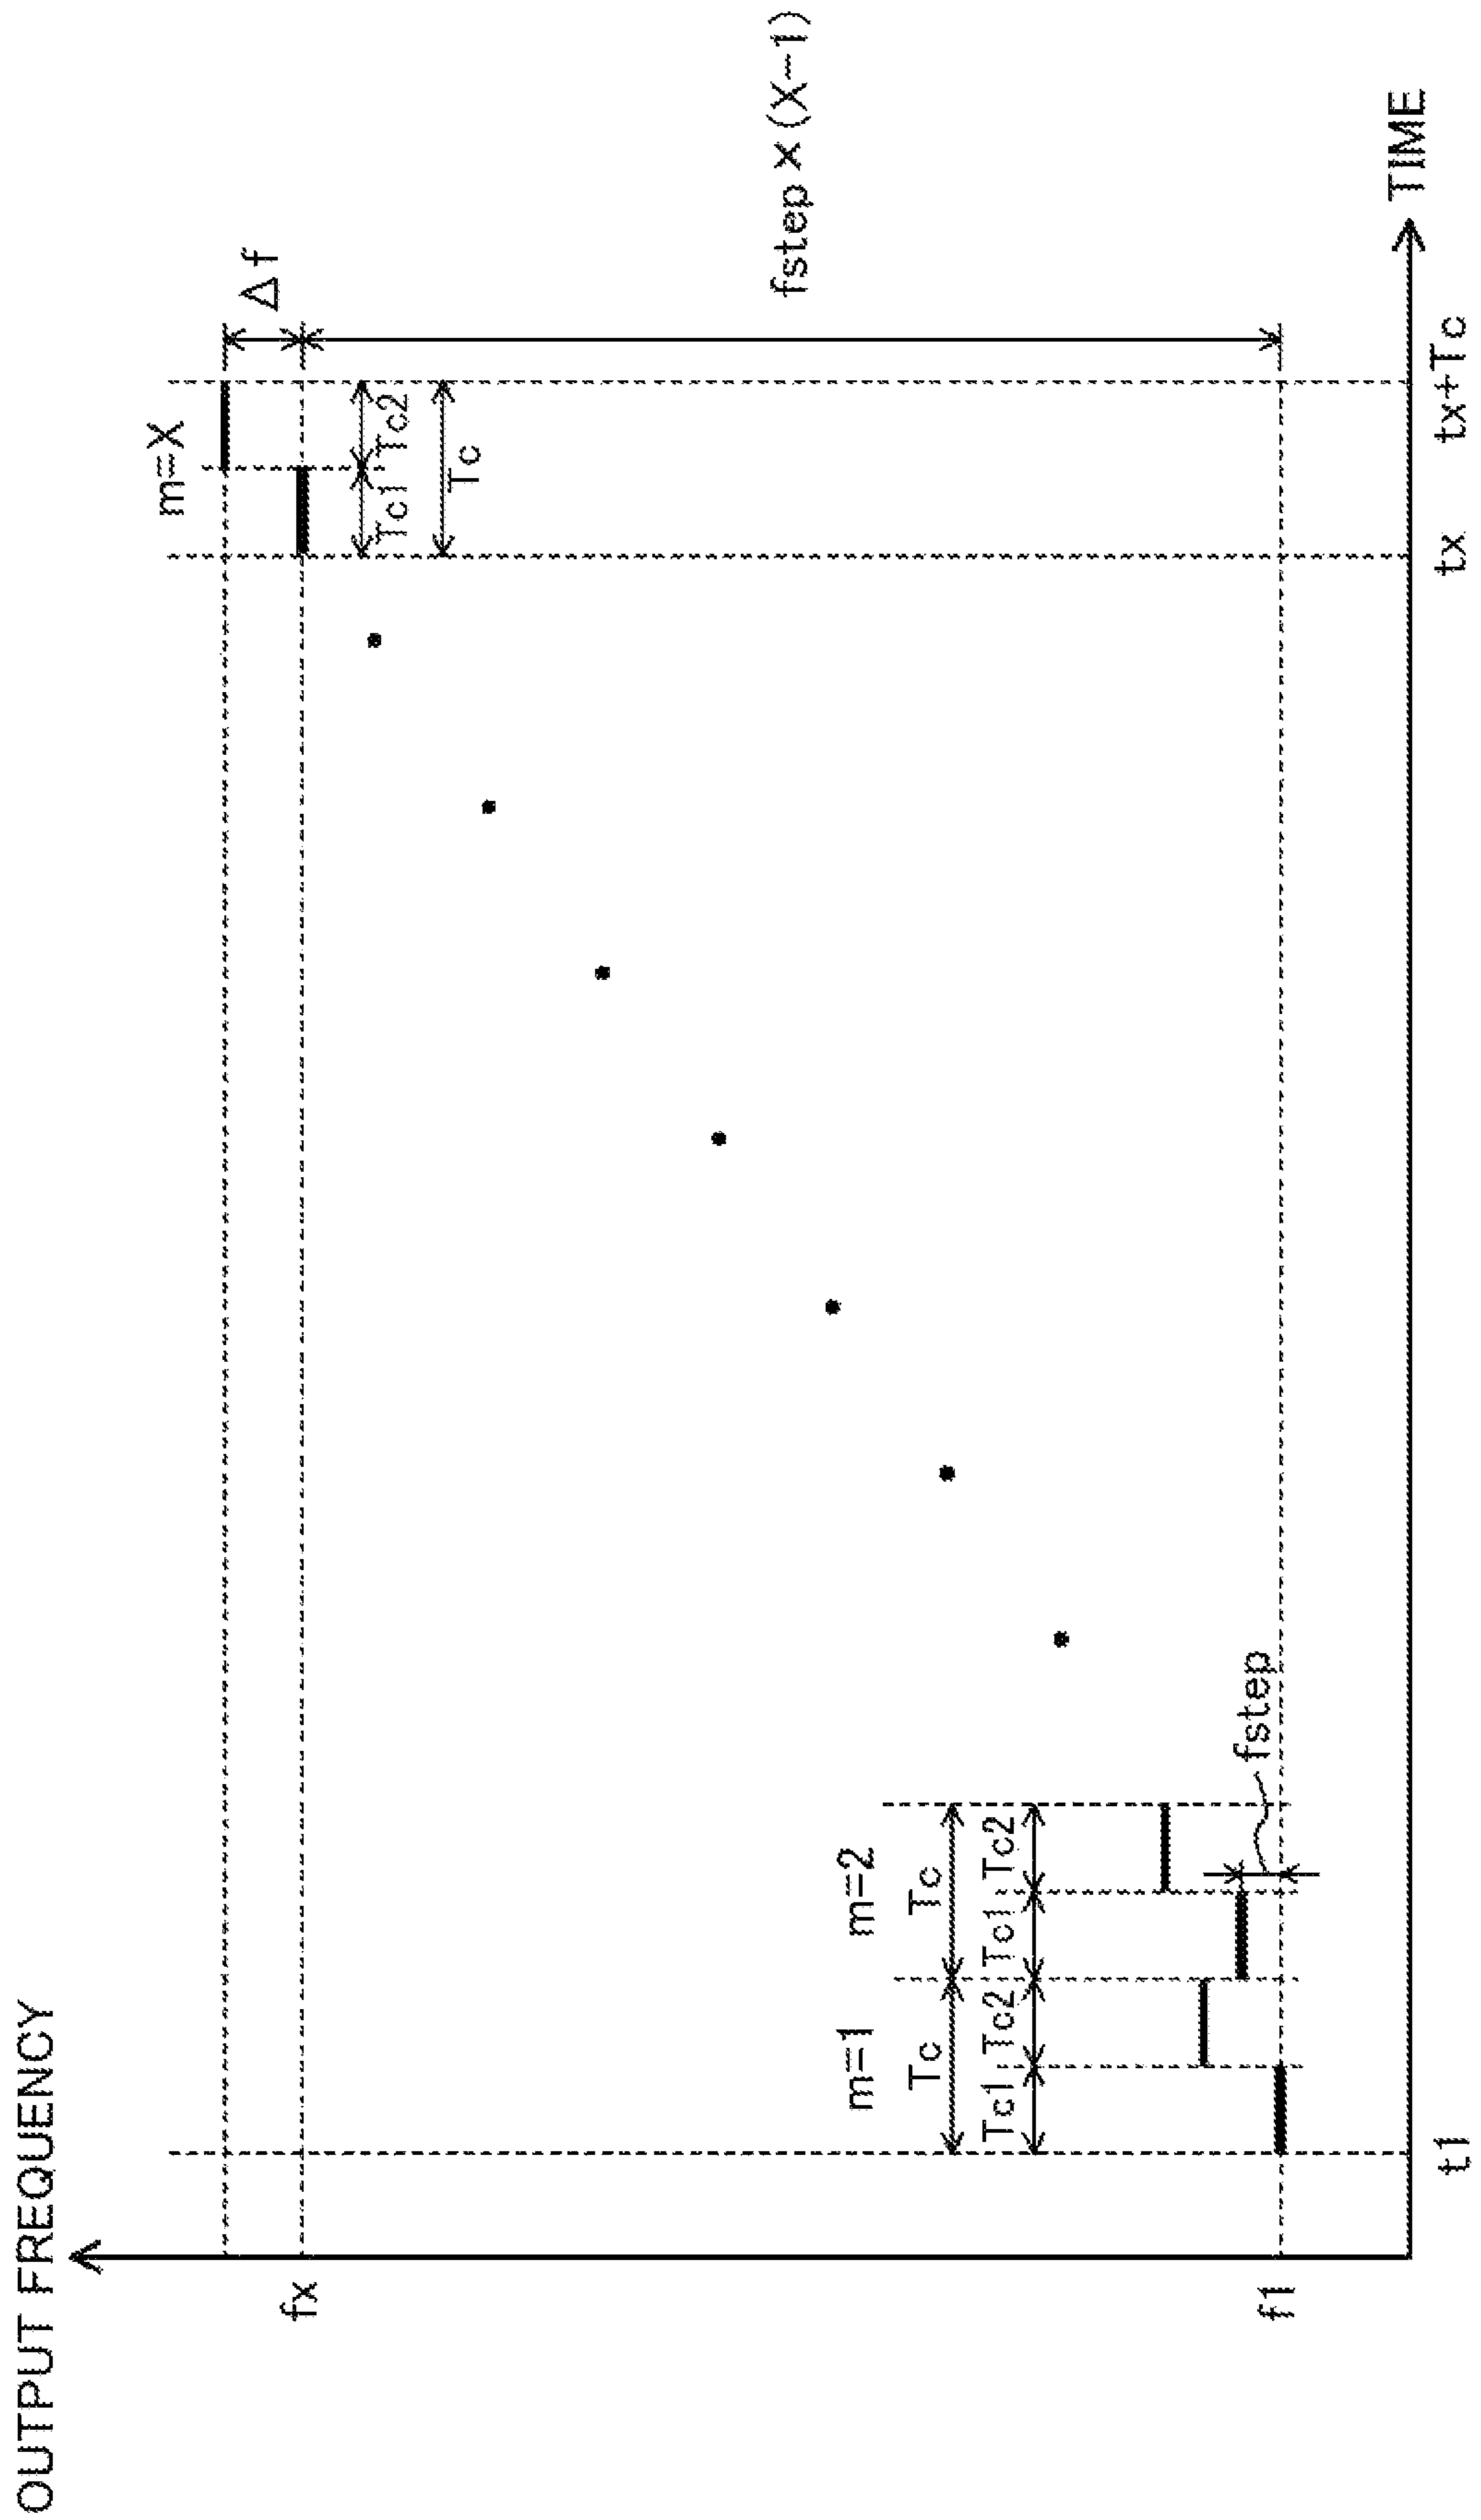 OUTPUT FREQUENCY
m=X
Δf
fx
Tc1
Tc2
Tc
fstep×(X-1)
m=1
m=2
Tc
Tc
Tc1
Tc2
Tc1
Tc2
fstep
f1
TIME
t1
tx
tx+Tc